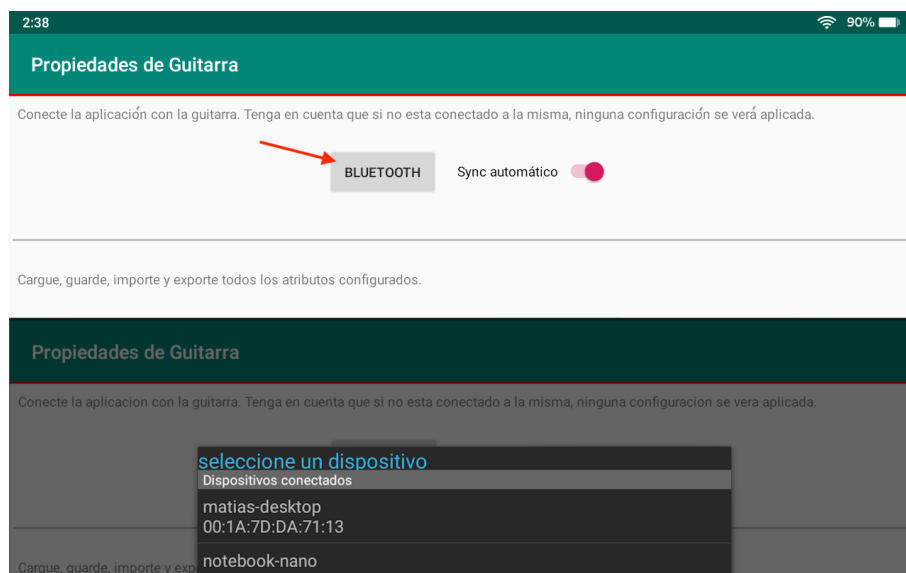 2:38
90%
Propiedades de Guitarra
Conecte la aplicación con la guitarra. Tenga en cuenta que si no esta conectado a la misma, ninguna configuración se verá aplicada.
BLUETOOTH
Sync automático
Cargue, guarde, importe y exporte todos los atributos configurados.
Propiedades de Guitarra
Conecte la aplicacion con la guitarra. Tenga en cuenta que si no esta conectado a la misma, ninguna configuracion se vera aplicada.
seleccione un dispositivo
Dispositivos conectados
matias-desktop
00:1A:7D:DA:71:13
notebook-nano
Cargue, guarde, importe y exp